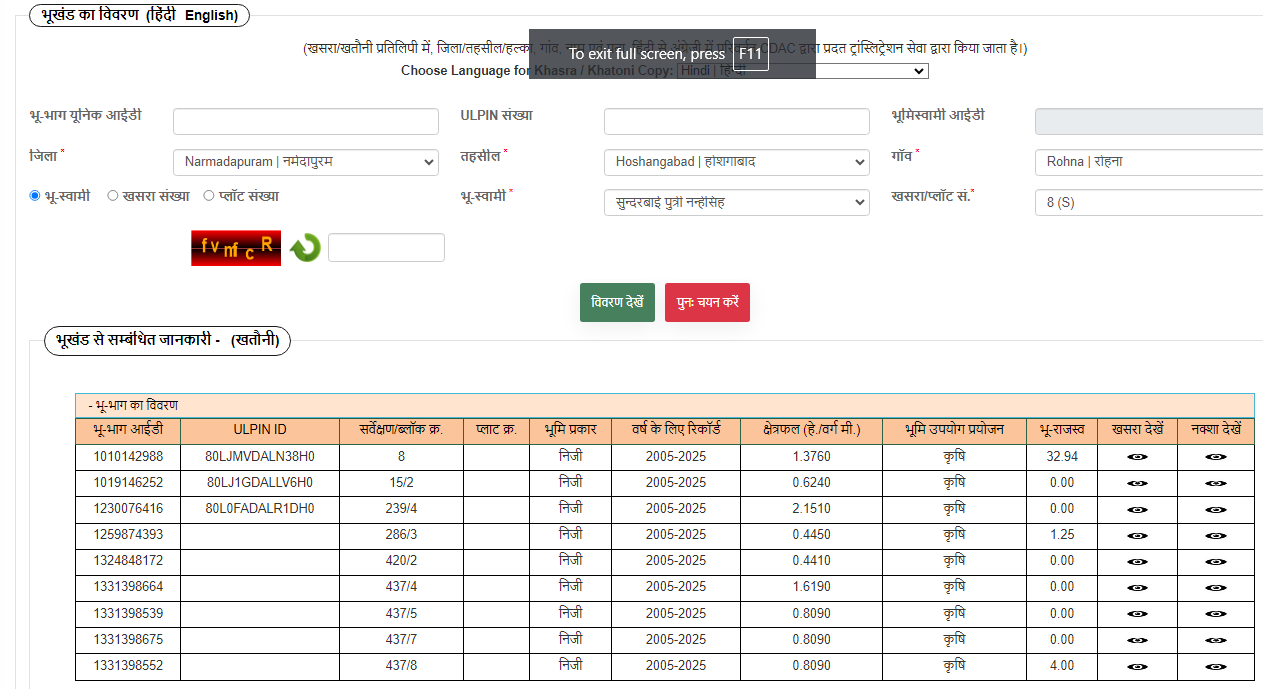 भूखंड का विवरण (हिंदी English)
(खसरा/खतौनी प्रतिलिपी में, जिला/तहसील/हल्का, गांव, द्वारा प्रदत ट्रांस्लिट्रेशन सेवा द्वारा किया जाता है।)
To exit full screen, press F11
Choose Language for Khasra / Khatoni Copy: Hindi | हिन्दी
भू-भाग यूनिक आईडी ULPIN संख्या भूमिस्वामी आईडी
जिला * Narmadapuram | नर्मदापुरम तहसील * Hoshangabad | होशंगाबाद गाँव * Rohna | रोहना
भू-स्वामी खसरा संख्या प्लॉट संख्या भू-स्वामी * सुन्दरबाई पुत्री नन्हेसिंह खसरा/प्लॉट सं.* 8 (S)
f v nf c R
विवरण देखें पुनः चयन करें
भूखंड से सम्बंधित जानकारी - (खतौनी)
- भू-भाग का विवरण
भू-भाग आईडी ULPIN ID सर्वेक्षण/ब्लॉक क्र. प्लाट क्र. भूमि प्रकार वर्ष के लिए रिकॉर्ड क्षेत्रफल (हे./वर्ग मी.) भूमि उपयोग प्रयोजन भू-राजस्व खसरा देखें नक्शा देखें
1010142988 80LJMVDALN38H0 8 निजी 2005-2025 1.3760 कृषि 32.94
1019146252 80LJ1GDALLV6H0 15/2 निजी 2005-2025 0.6240 कृषि 0.00
1230076416 80L0FADALR1DH0 239/4 निजी 2005-2025 2.1510 कृषि 0.00
1259874393 286/3 निजी 2005-2025 0.4450 कृषि 1.25
1324848172 420/2 निजी 2005-2025 0.4410 कृषि 0.00
1331398664 437/4 निजी 2005-2025 1.6190 कृषि 0.00
1331398539 437/5 निजी 2005-2025 0.8090 कृषि 0.00
1331398675 437/7 निजी 2005-2025 0.8090 कृषि 0.00
1331398552 437/8 निजी 2005-2025 0.8090 कृषि 4.00